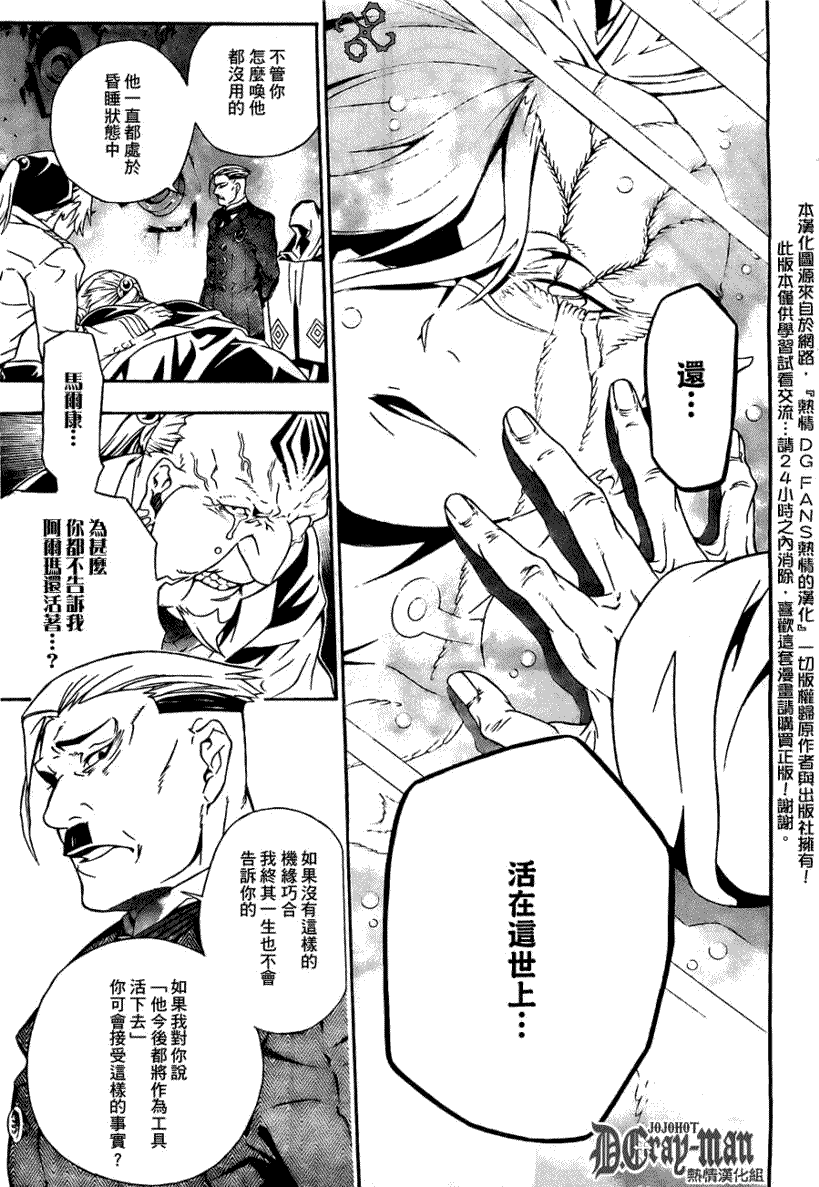 本漢化圖源來自於網路．『熱情DG FANS熱情的漢化』一切版權歸原作者與出版社擁有！
此版本僅供學習試看交流…請24小時之內消除．喜歡這套漫畫請購買正版！謝謝。
還…
活在這世上…
不管你
怎麼喚他
都沒用的
他一直都處於
昏睡狀態中
馬爾康…
為甚麼
你都不告訴我
阿爾瑪還活著…？
如果沒有這樣的
機緣巧合
我終其一生也不會
告訴你的
如果我對你說
「他今後都將作為工具
活下去」
你可會接受這樣的事實？
JOJOHOT
D.Gray-man
熱情漢化組